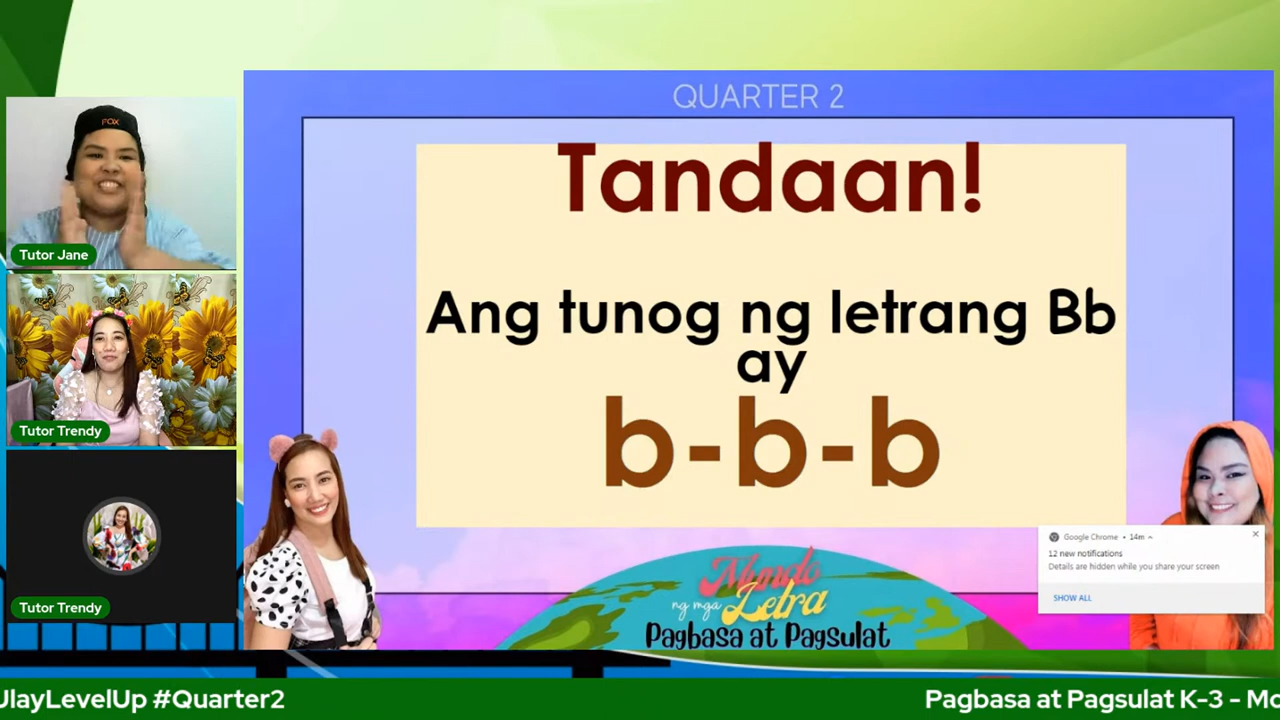 QUARTER 2
Tandaan!
Ang tunog ng letrang Bb
ay
b-b-b
FOX
Tutor Jane
Tutor Trendy
Tutor Trendy
Google Chrome • 14m
12 new notifications
Details are hidden while you share your screen
SHOW ALL
Mundo
ng mga Letra
Pagbasa at Pagsulat
UlayLevelUp #Quarter2
Pagbasa at Pagsulat K-3 - Mo